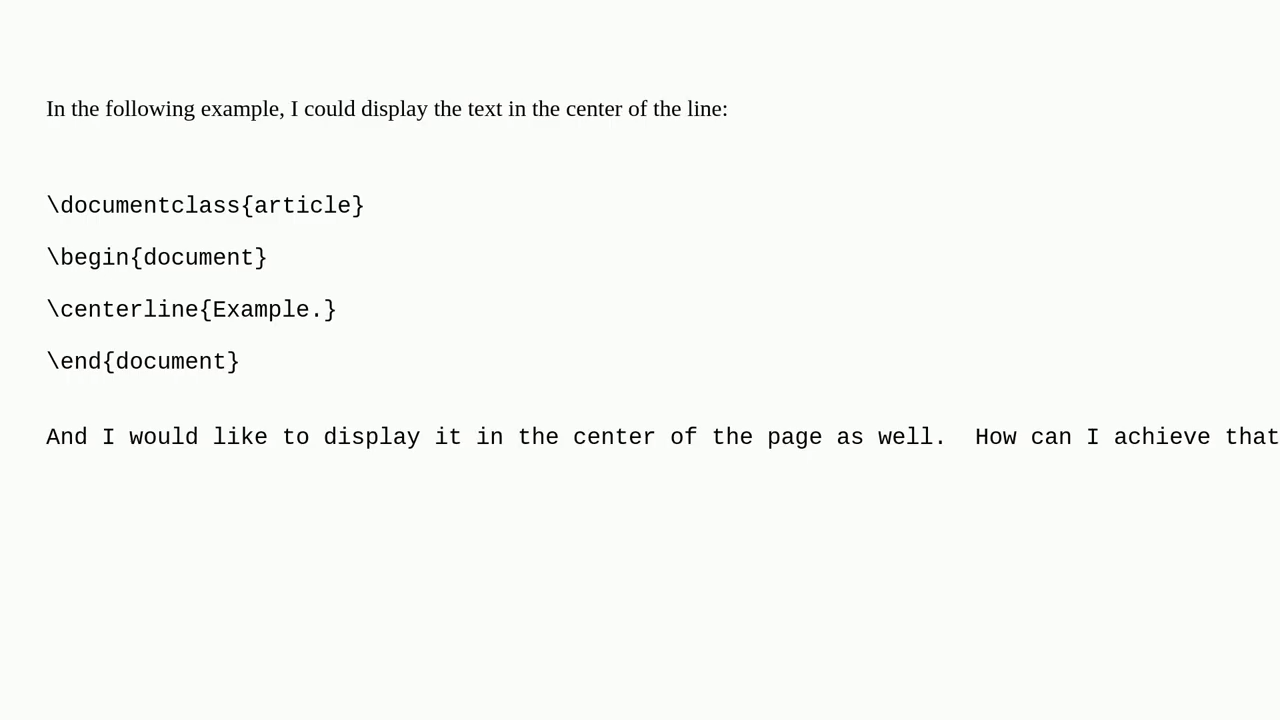 In the following example, I could display the text in the center of the line:
\documentclass{article}
\begin{document}
\centerline{Example.}
\end{document}
And I would like to display it in the center of the page as well.  How can I achieve that